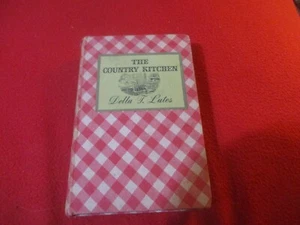 THE
COUNTRY KITCHEN
Della T. Lutes